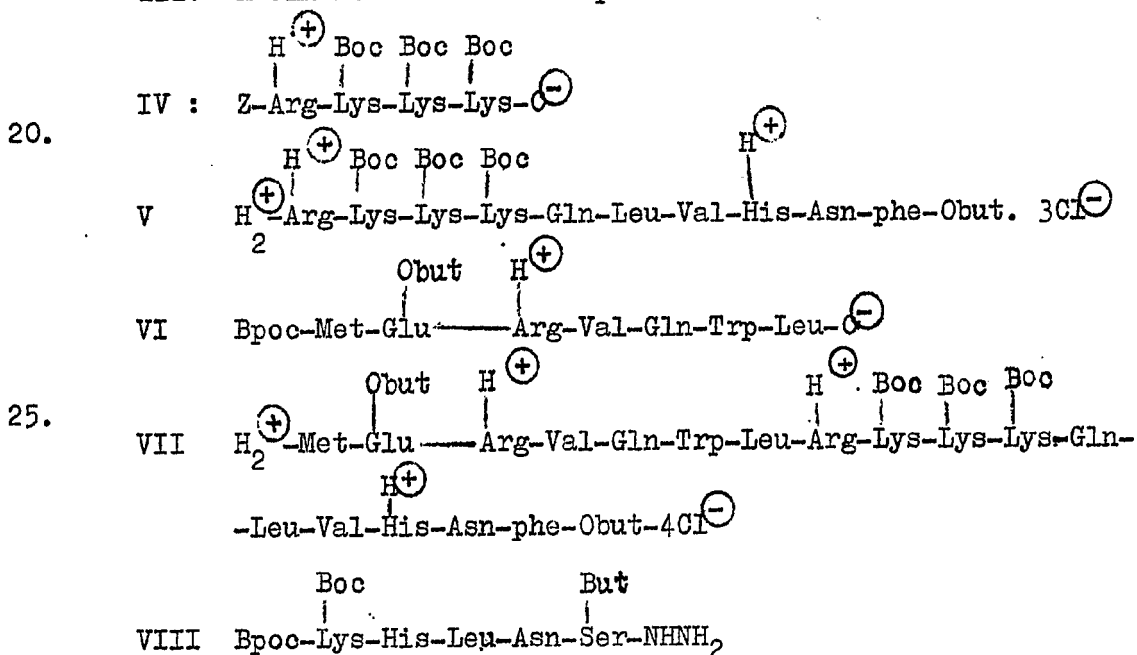 H⊕ Boc Boc Boc
IV : Z-Arg-Lys-Lys-Lys-O⊖
20.
H⊕ Boc Boc Boc H⊕
V H2⊕-Arg-Lys-Lys-Lys-Gln-Leu-Val-His-Asn-phe-Obut. 3Cl⊖
Obut H⊕
VI Bpoc-Met-Glu-Arg-Val-Gln-Trp-Leu-O⊖
Obut H⊕ H⊕. Boc Boc Boc
25.
VII H2⊕-Met-Glu-Arg-Val-Gln-Trp-Leu-Arg-Lys-Lys-Lys-Gln-
H⊕
-Leu-Val-His-Asn-phe-Obut-4Cl⊖
Boc But
VIII Bpoc-Lys-His-Leu-Asn-Ser-NHNH2